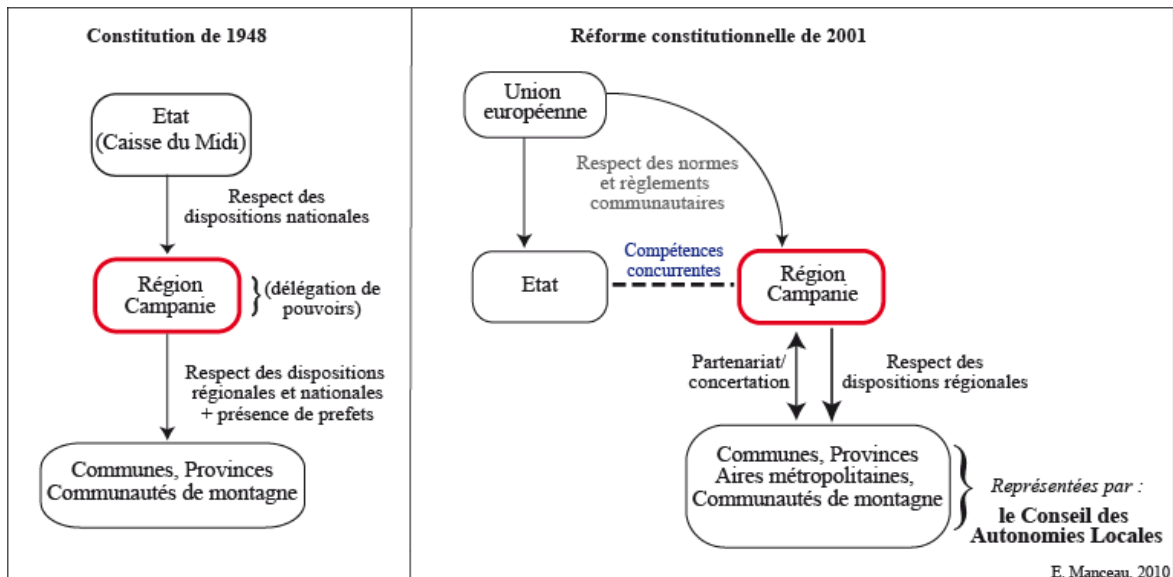 Constitution de 1948
Etat
(Caisse du Midi)
Respect des
dispositions nationales
Région
Campanie
(délégation de
pouvoirs)
Respect des dispositions
régionales et nationales
+ présence de prefets
Communes, Provinces
Communautés de montagne
Réforme constitutionnelle de 2001
Union
européenne
Respect des normes
et règlements
communautaires
Etat
Compétences
concurrentes
Région
Campanie
Partenariat/
concertation
Respect des
dispositions régionales
Communes, Provinces
Aires métropolitaines,
Communautés de montagne
Représentées par :
le Conseil des
Autonomies Locales
E. Manceau, 2010